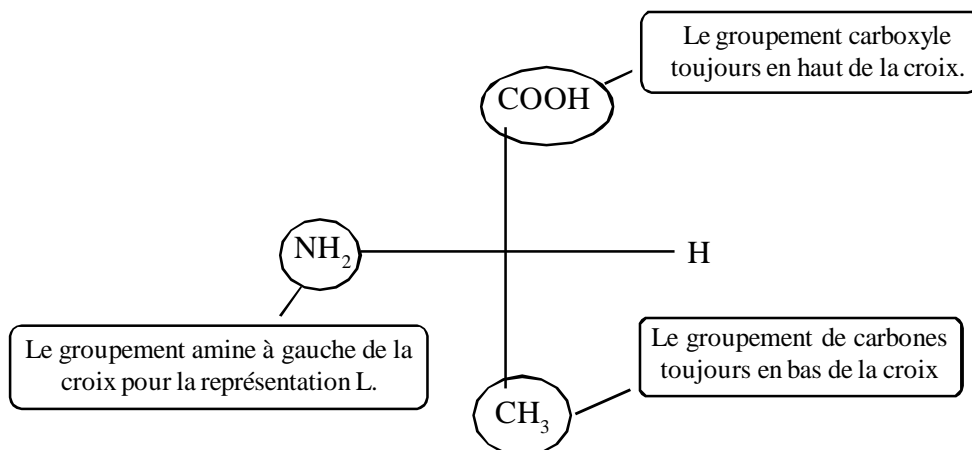 Le groupement carboxyle
toujours en haut de la croix.
COOH
NH₂
H
Le groupement amine à gauche de la
croix pour la représentation L.
Le groupement de carbones
toujours en bas de la croix
CH₃